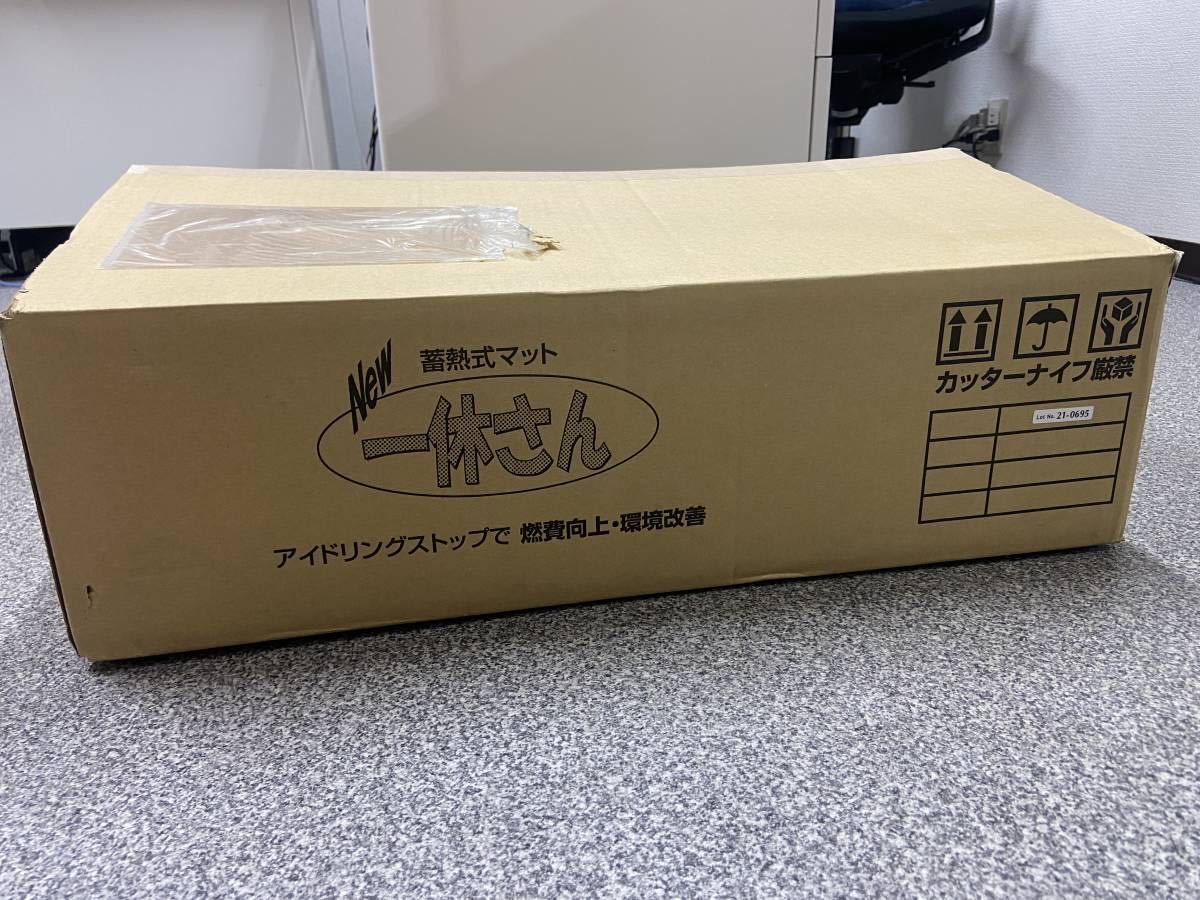 New
蓄熱式マット
一休さん
アイドリングストップで 燃費向上・環境改善
カッターナイフ厳禁
Lot No. 21-0695